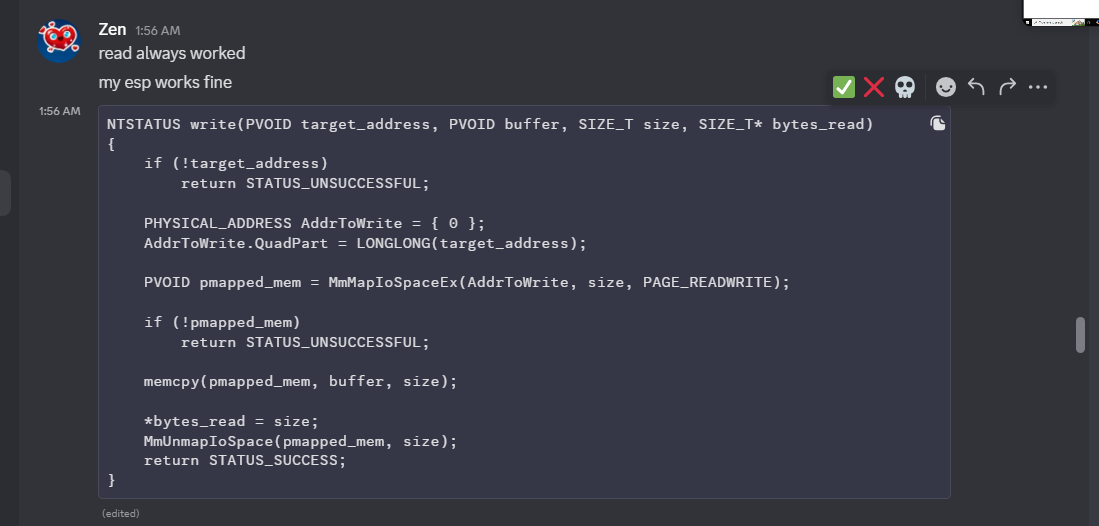 Zen 1:56 AM
read always worked
my esp works fine
1:56 AM
NTSTATUS write(PVOID target_address, PVOID buffer, SIZE_T size, SIZE_T* bytes_read)
{
    if (!target_address)
        return STATUS_UNSUCCESSFUL;

    PHYSICAL_ADDRESS AddrToWrite = { 0 };
    AddrToWrite.QuadPart = LONGLONG(target_address);

    PVOID pmapped_mem = MmMapIoSpaceEx(AddrToWrite, size, PAGE_READWRITE);

    if (!pmapped_mem)
        return STATUS_UNSUCCESSFUL;

    memcpy(pmapped_mem, buffer, size);

    *bytes_read = size;
    MmUnmapIoSpace(pmapped_mem, size);
    return STATUS_SUCCESS;
}
(edited)